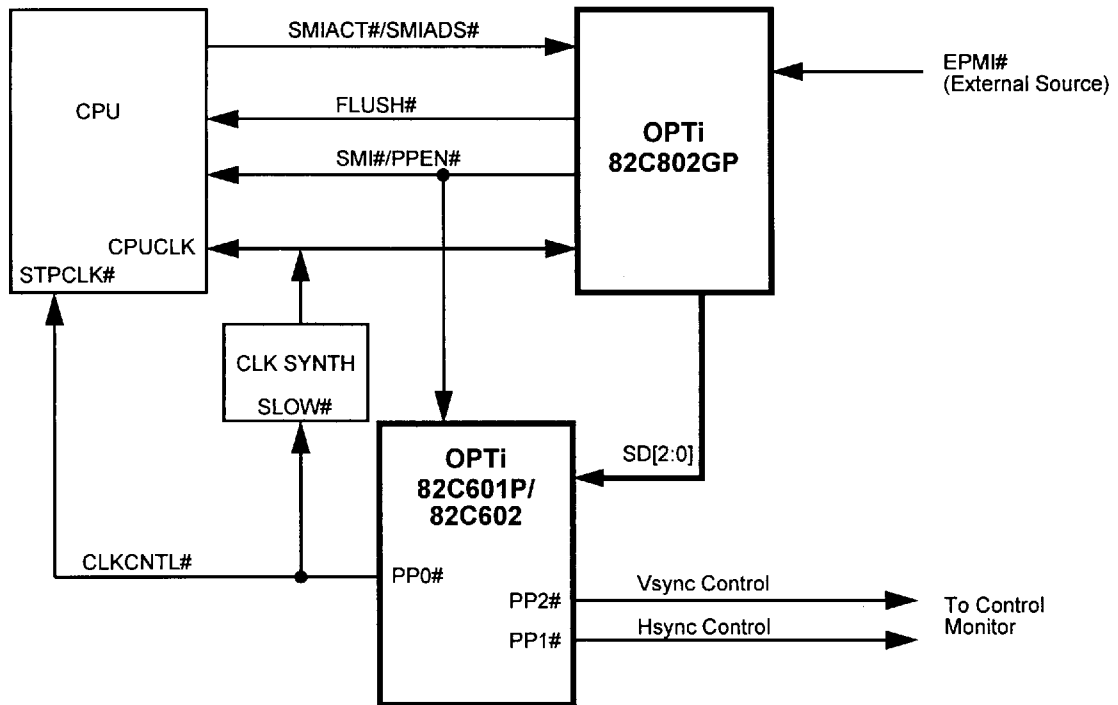 SMIACT#/SMIADS#
EPMI#
(External Source)
CPU
FLUSH#
OPTi
82C802GP
SMI#/PPEN#
CPUCLK
STPCLK#
CLK SYNTH
SLOW#
OPTi
82C601P/
82C602
SD[2:0]
CLKCNTL#
PP0#
PP2#
Vsync Control
PP1#
Hsync Control
To Control
Monitor